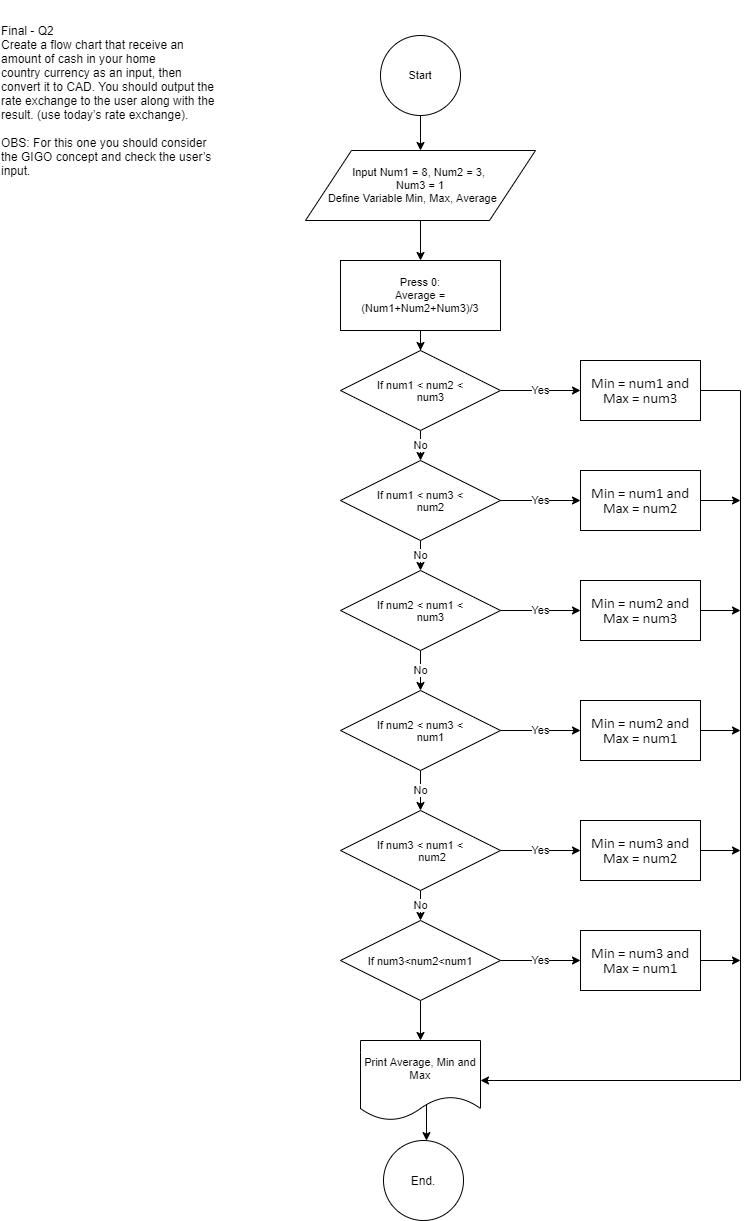 Final - Q2
Create a flow chart that receive an
amount of cash in your home
country currency as an input, then
convert it to CAD. You should output the
rate exchange to the user along with the
result. (use today's rate exchange).
OBS: For this one you should consider
the GIGO concept and check the user's
input.
Start
Input Num1 = 8, Num2 = 3,
Num3 = 1
Define Variable Min, Max, Average
Press 0:
Average =
(Num1+Num2+Num3)/3
If num1 < num2 <
num3
Yes
Min = num1 and
Max = num3
No
If num1 < num3 <
num2
Yes
Min = num1 and
Max = num2
No
If num2 < num1 <
num3
Yes
Min = num2 and
Max = num3
No
If num2 < num3 <
num1
Yes
Min = num2 and
Max = num1
No
If num3 < num1 <
num2
Yes
Min = num3 and
Max = num2
No
If num3<num2<num1
Yes
Min = num3 and
Max = num1
Print Average, Min and
Max
End.